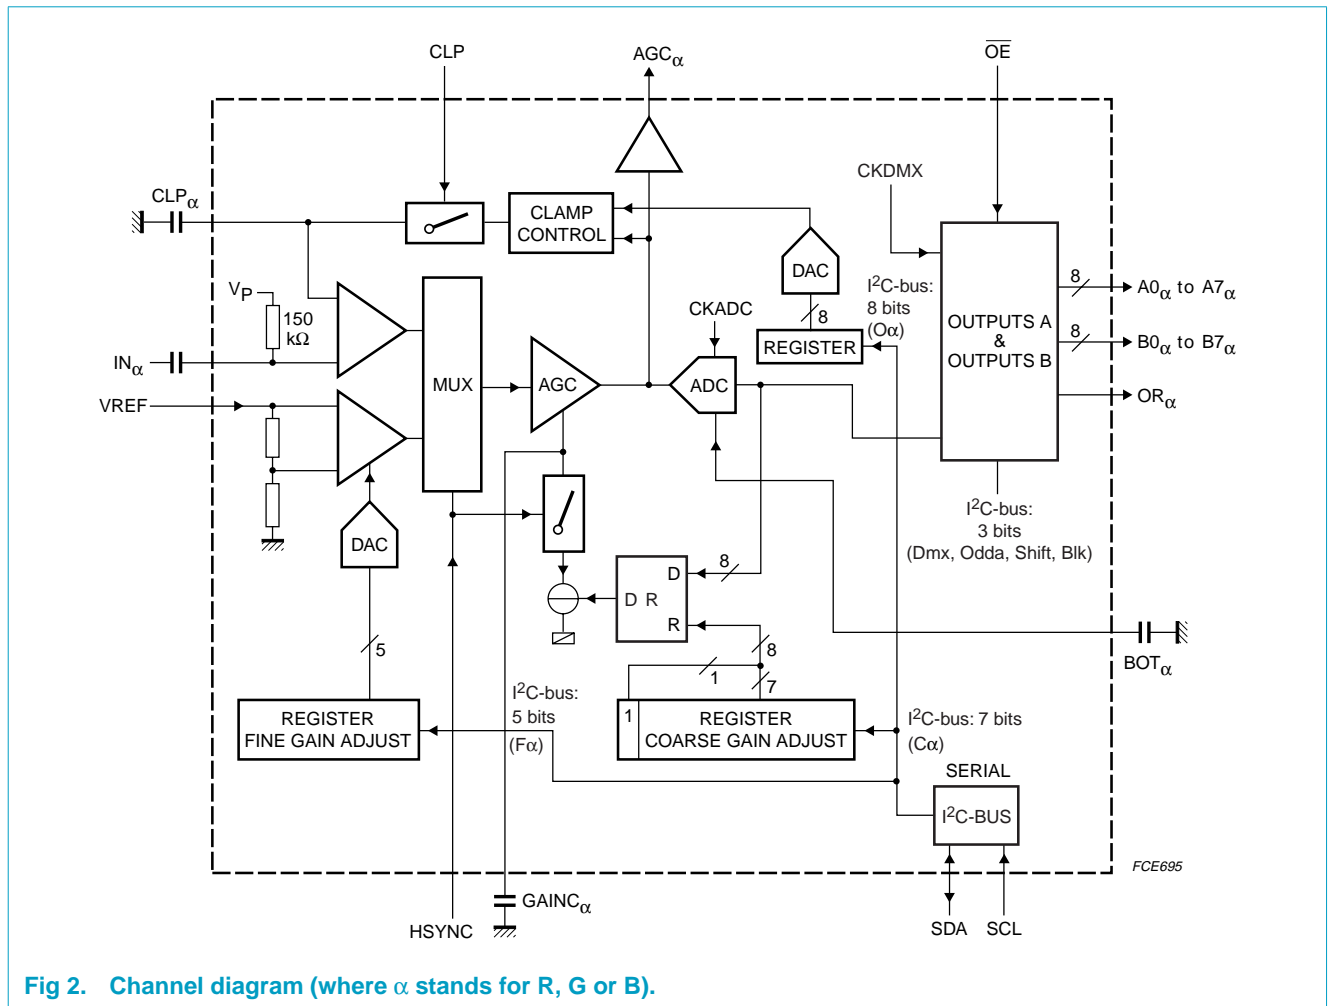 CLP
AGCα
OE
CKDMX
CLPα
CLAMP
CONTROL
DAC
8
I²C-bus:
8 bits
(Oα)
REGISTER
VP
150
kΩ
INα
VREF
MUX
AGC
CKADC
ADC
OUTPUTS A
&
OUTPUTS B
8
A0α to A7α
8
B0α to B7α
ORα
I²C-bus:
3 bits
(Dmx, Odda, Shift, Blk)
DAC
5
8
D
D R
R
8
1
7
BOTα
REGISTER
FINE GAIN ADJUST
I²C-bus:
5 bits
(Fα)
1
REGISTER
COARSE GAIN ADJUST
I²C-bus: 7 bits
(Cα)
SERIAL
I²C-BUS
FCE695
GAINCα
HSYNC
SDA
SCL
Fig 2. Channel diagram (where α stands for R, G or B).